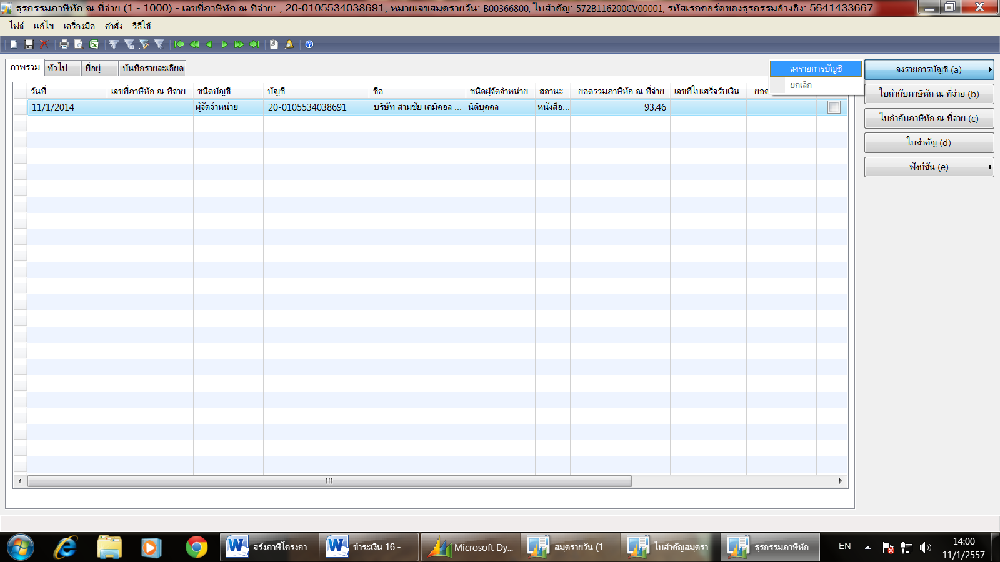 ธุรกรรมภาษีหัก ณ ที่จ่าย (1 - 1000) - เลขที่ภาษีหัก ณ ที่จ่าย: , 20-0105534038691, หมายเลขสมุดรายวัน: B00366800, ใบสำคัญ: 572B116200CV00001, รหัสเรกคอร์ดของธุรกรรมอ้างอิง: 5641433667
ไฟล์ แก้ไข เครื่องมือ คำสั่ง วิธีใช้
ภาพรวม ทั่วไป ที่อยู่ บันทึกรายละเอียด
ลงรายการบัญชี
ยกเลิก
ลงรายการบัญชี (a)
ใบกำกับภาษีหัก ณ ที่จ่าย (b)
ใบกำกับภาษีหัก ณ ที่จ่าย (c)
ใบสำคัญ (d)
ฟังก์ชัน (e)
วันที่ เลขที่ภาษีหัก ณ ที่จ่าย ชนิดบัญชี บัญชี ชื่อ ชนิดผู้จัดจำหน่าย สถานะ ยอดรวมภาษีหัก ณ ที่จ่าย เลขที่ใบเสร็จรับเงิน ยอด
11/1/2014 ผู้จัดจำหน่าย 20-0105534038691 บริษัท สามชัย เคมิคอล ... นิติบุคคล หนังสือ... 93.46
สร้งภาษีโครงกา... ชำระเงิน 16 - ... Microsoft Dy... สมุดรายวัน (1 ... ใบสำคัญสมุดรา... ธุรกรรมภาษีหัก...
EN
14:00
11/1/2557